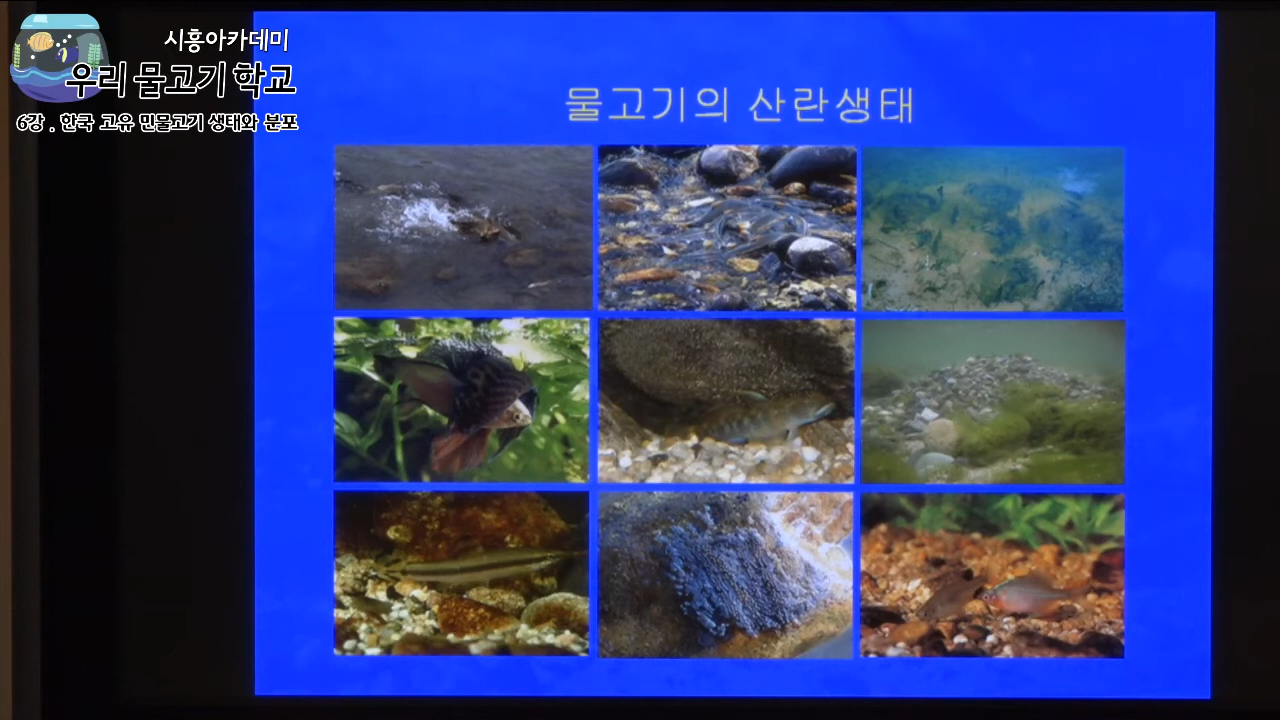 시흥아카데미
우리 물고기 학교
6강 . 한국 고유 민물고기 생태와 분포
물고기의 산란생태